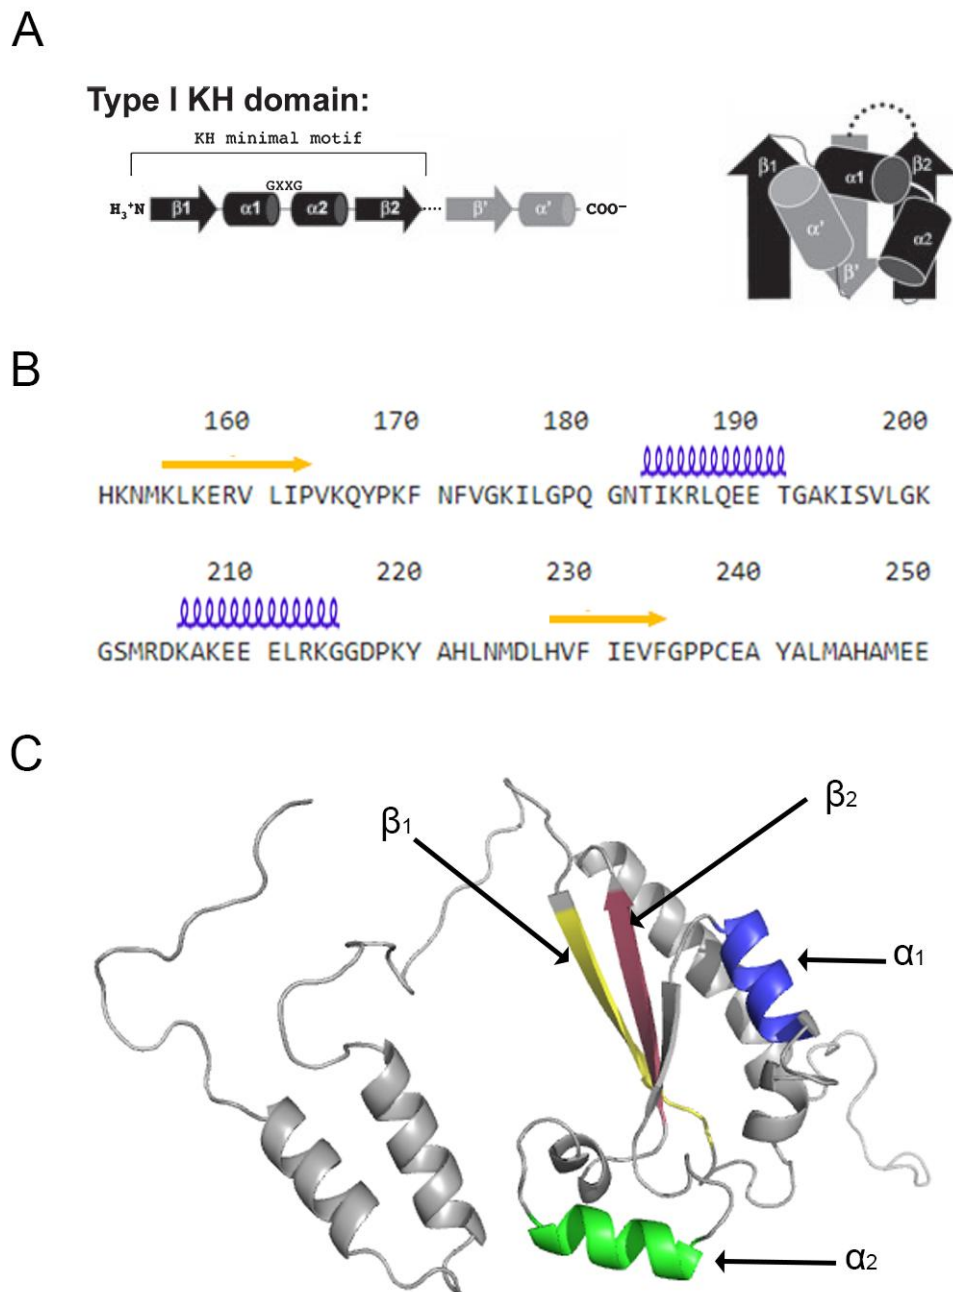 A
Type I KH domain:
KH minimal motif
GXXG
H₃⁺N β1 α1 α2 β2 β' α' COO⁻
β1 α1 β2
α' α2
β'
B
160 170 180 190 200
HKNMKLKERV LIPVKQYPKF NFVGKILGPQ GNTIKRLQEE TGAKISVLGK
210 220 230 240 250
GSMRDKAKEE ELRKGGDPKY AHLNMDLHVF IEVFGPPCEA YALMAHAMEE
C
β₁ β₂
α₁
α₂